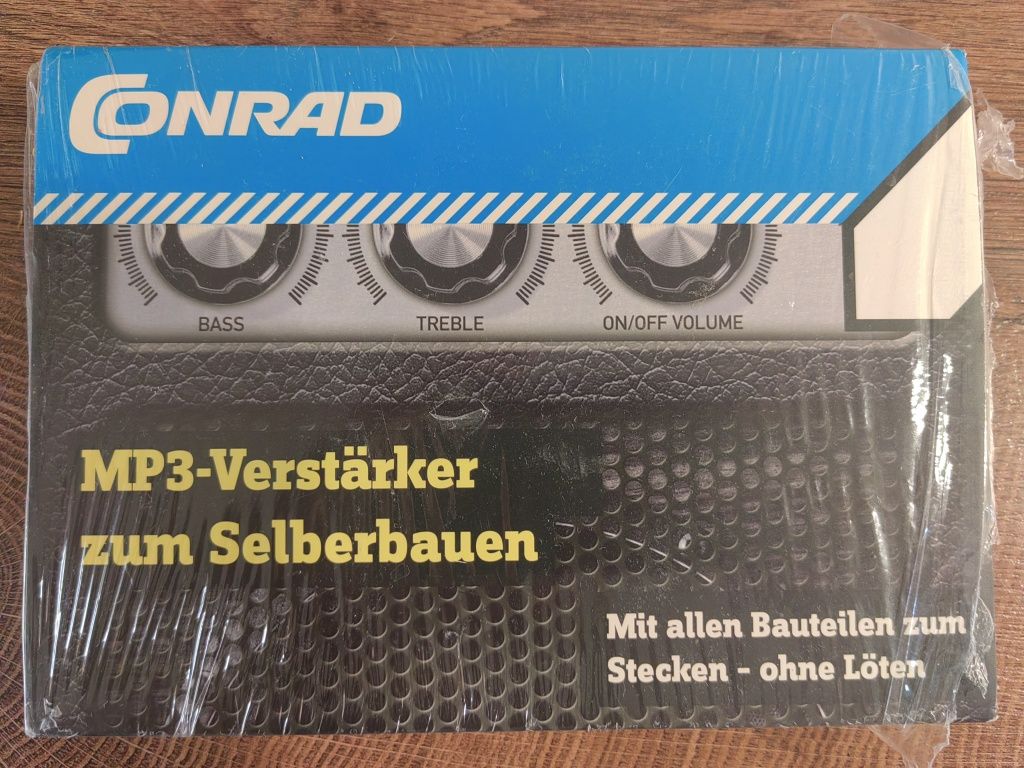 CONRAD
BASS TREBLE ON/OFF VOLUME
MP3-Verstärker
zum Selberbauen
Mit allen Bauteilen zum
Stecken - ohne Löten